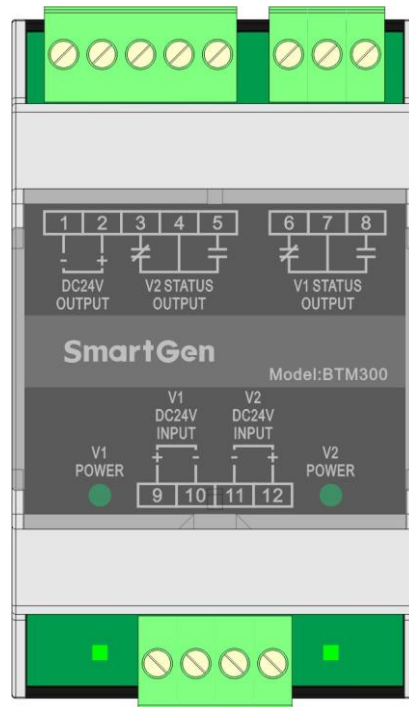 1 2 3 4 5 6 7 8
- +
DC24V
OUTPUT
V2 STATUS
OUTPUT
V1 STATUS
OUTPUT
SmartGen
Model:BTM300
V1
DC24V
INPUT
V2
DC24V
INPUT
V1
POWER
+ - - +
V2
POWER
9 10 11 12